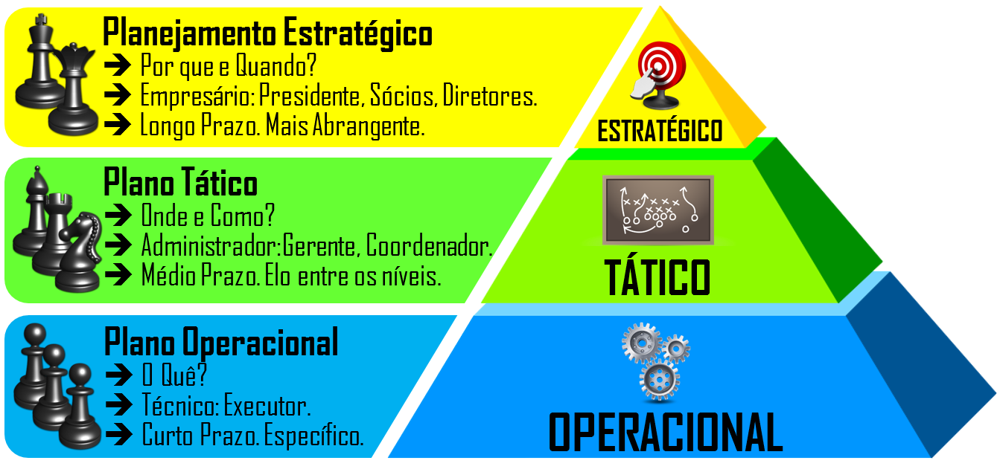 Planejamento Estratégico
➔ Por que e Quando?
➔ Empresário: Presidente, Sócios, Diretores.
➔ Longo Prazo. Mais Abrangente.
ESTRATÉGICO
Plano Tático
➔ Onde e Como?
➔ Administrador:Gerente, Coordenador.
➔ Médio Prazo. Elo entre os níveis.
TÁTICO
Plano Operacional
➔ O Quê?
➔ Técnico: Executor.
➔ Curto Prazo. Específico.
OPERACIONAL